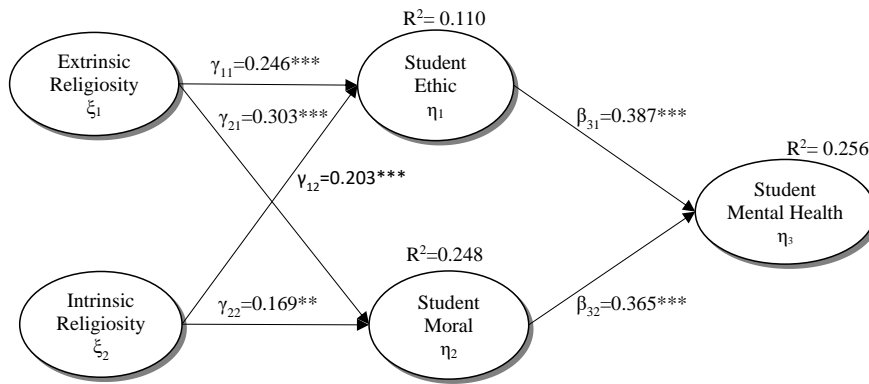 R²= 0.110
Extrinsic
Religiosity
ξ₁
γ₁₁=0.246***
Student
Ethic
η₁
γ₂₁=0.303***
β₃₁=0.387***
R²= 0.256
γ₁₂=0.203***
Student
Mental Health
η₃
R²=0.248
Intrinsic
Religiosity
ξ₂
γ₂₂=0.169**
Student
Moral
η₂
β₃₂=0.365***